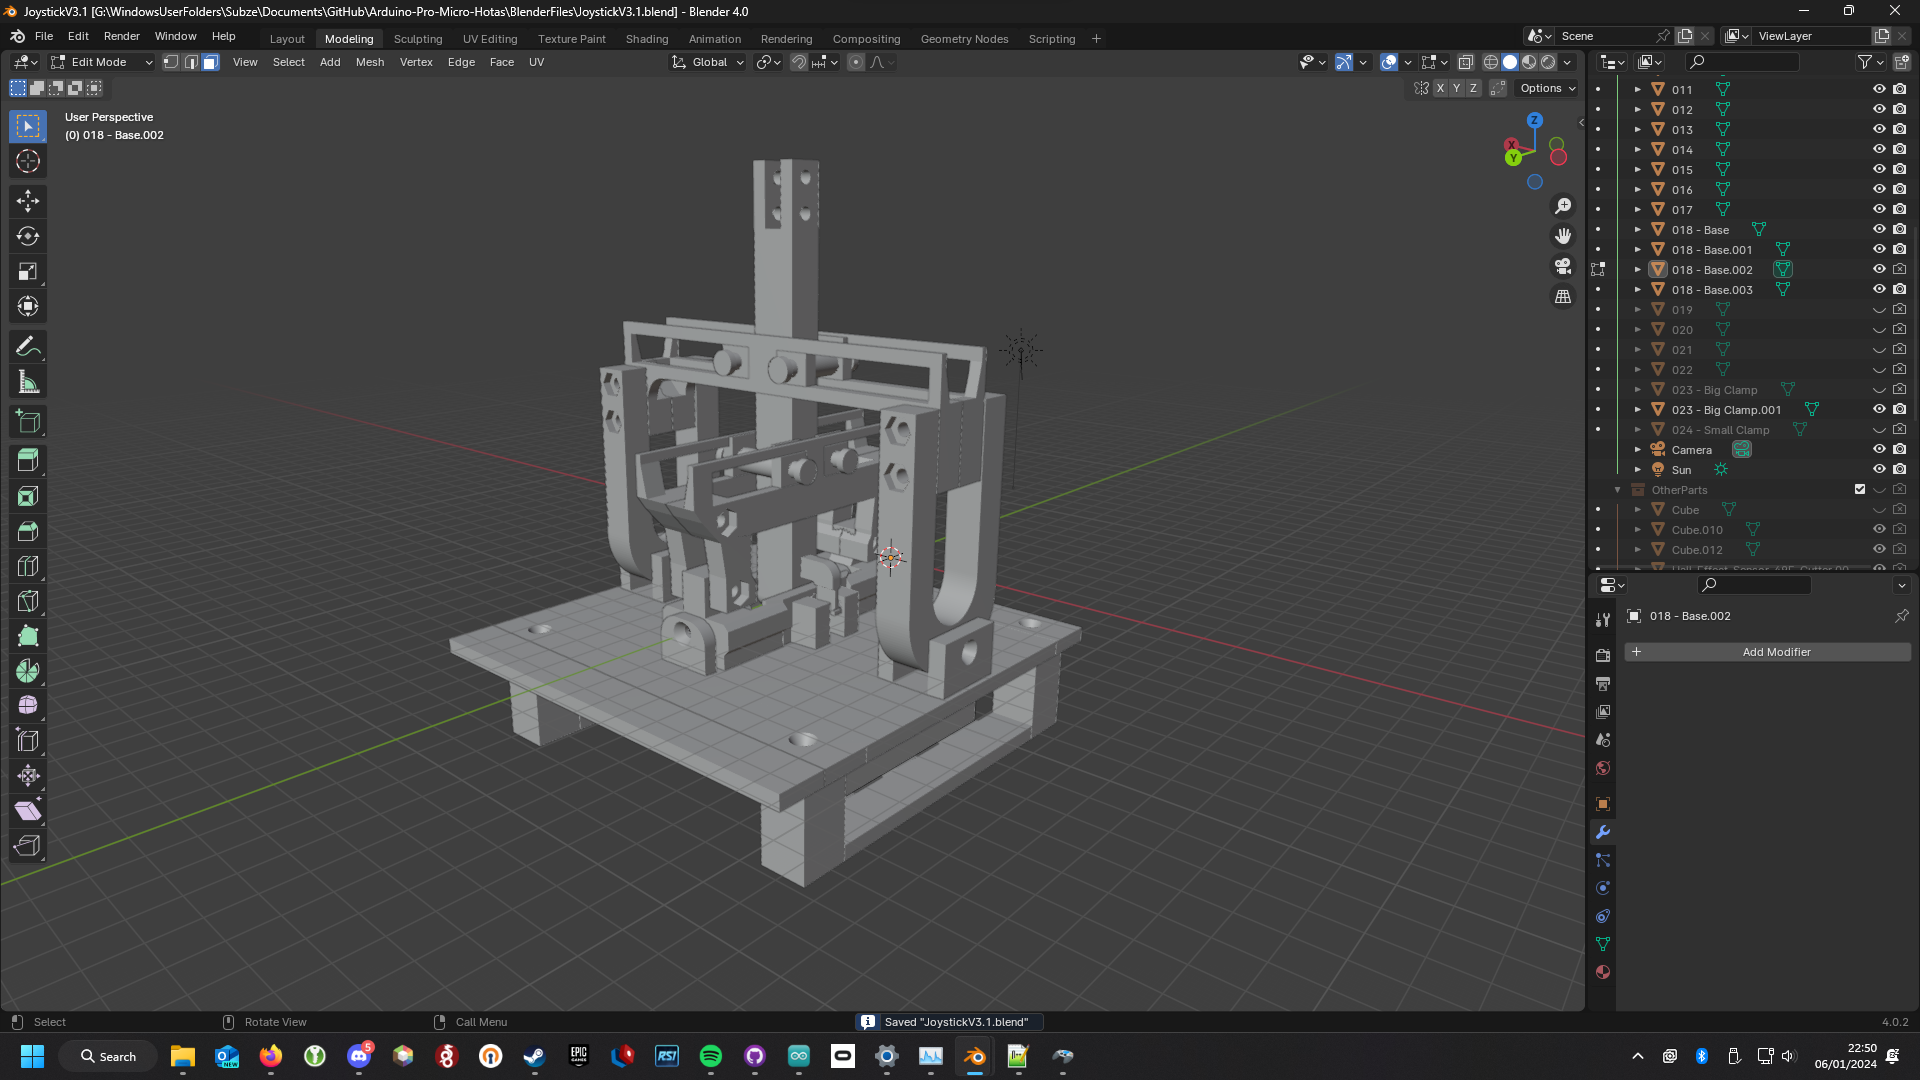 JoystickV3.1 [G:\WindowsUserFolders\Subze\Documents\GitHub\Arduino-Pro-Micro-Hotas\BlenderFiles\JoystickV3.1.blend] - Blender 4.0
File Edit Render Window Help
Layout Modeling Sculpting UV Editing Texture Paint Shading Animation Rendering Compositing Geometry Nodes Scripting +
Scene
ViewLayer
Edit Mode
View Select Add Mesh Vertex Edge Face UV
Global
X Y Z
Options
User Perspective
(0) 018 - Base.002
Z
X
Y
011
012
013
014
015
016
017
018 - Base
018 - Base.001
018 - Base.002
018 - Base.003
019
020
021
022
023 - Big Clamp
023 - Big Clamp.001
024 - Small Clamp
Camera
Sun
OtherParts
Cube
Cube.010
Cube.012
018 - Base.002
+ Add Modifier
Select
Rotate View
Call Menu
Saved "JoystickV3.1.blend"
4.0.2
Search
NEW
5
EPIC GAMES
RSI
22:50
06/01/2024